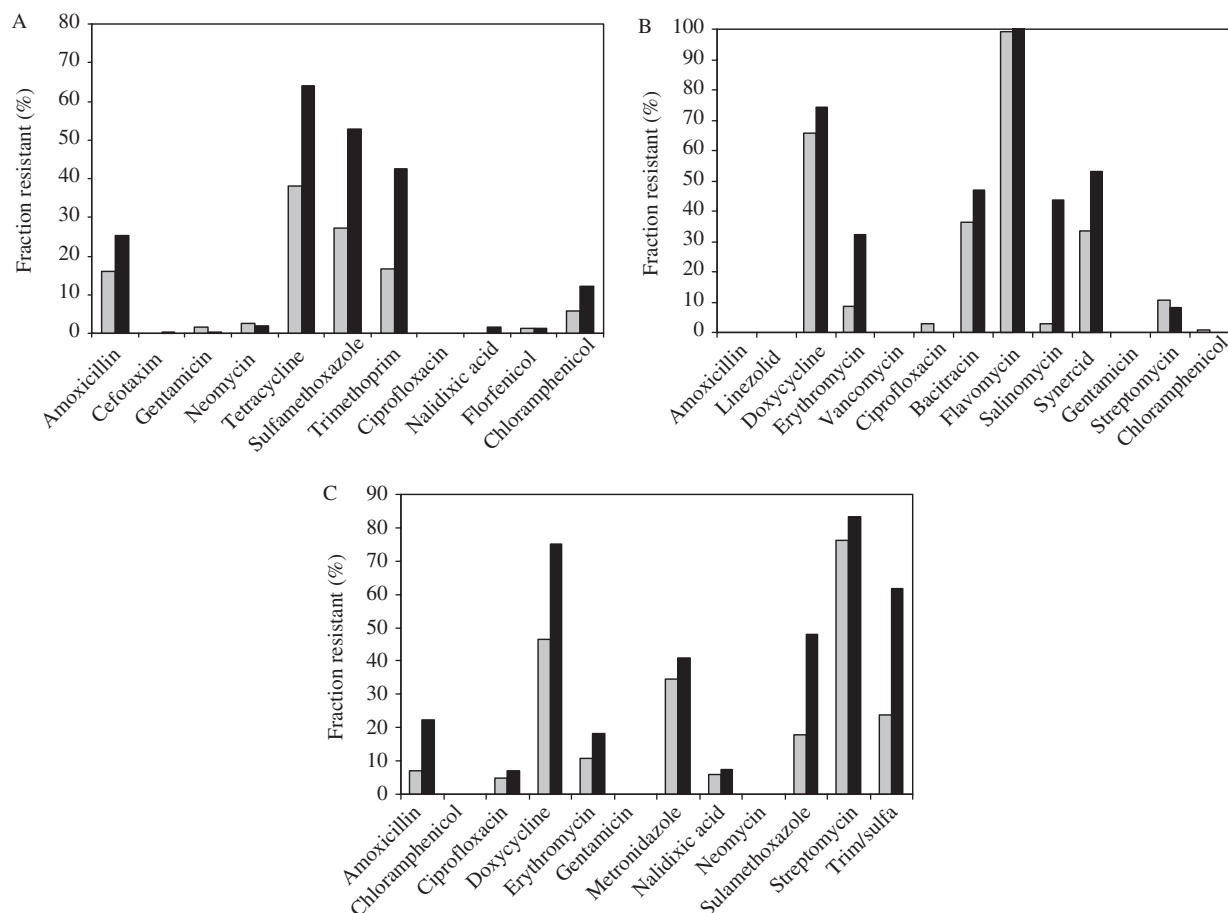 A
80
70
60
50
40
30
20
10
0
Fraction resistant (%)
Amoxicillin
Cefotaxim
Gentamicin
Neomycin
Tetracycline
Sulfamethoxazole
Trimethoprim
Ciprofloxacin
Nalidixic acid
Florfenicol
Chloramphenicol
B
100
90
80
70
60
50
40
30
20
10
0
Fraction resistant (%)
Amoxicillin
Linezolid
Doxycycline
Erythromycin
Vancomycin
Ciprofloxacin
Bacitracin
Flavomycin
Salinomycin
Synercid
Gentamicin
Streptomycin
Chloramphenicol
C
90
80
70
60
50
40
30
20
10
0
Fraction resistant (%)
Amoxicillin
Chloramphenicol
Ciprofloxacin
Doxycycline
Erythromycin
Gentamicin
Metronidazole
Nalidixic acid
Neomycin
Sulamethoxazole
Streptomycin
Trim/sulfa